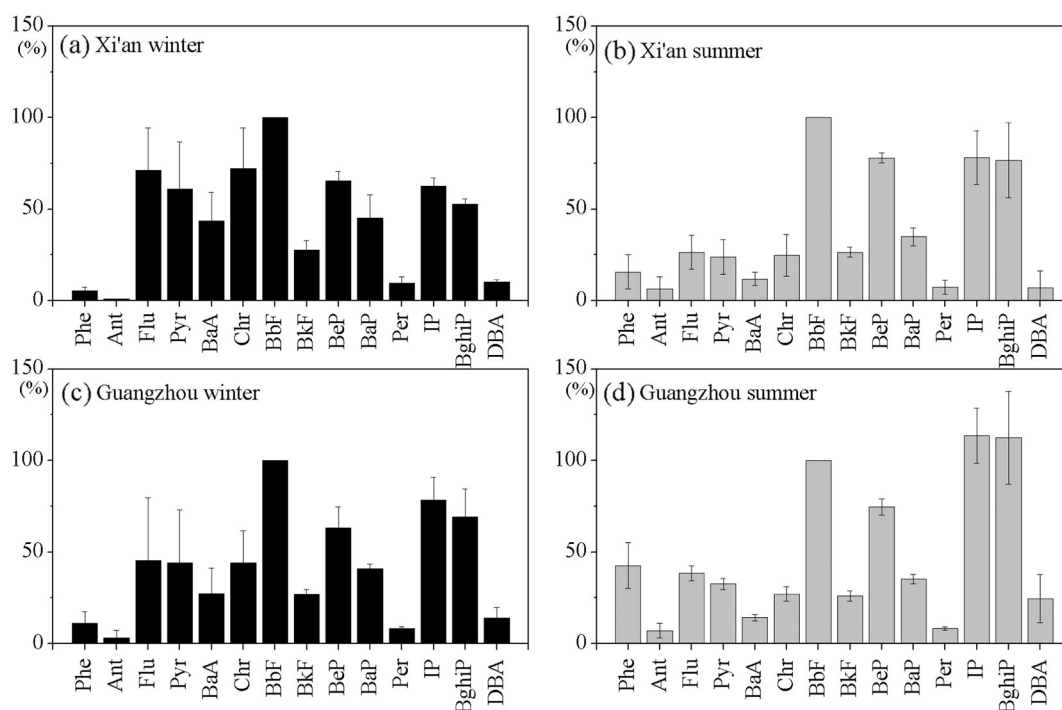 150
(%)
(a) Xi'an winter
100
50
0
Phe
Ant
Flu
Pyr
BaA
Chr
BbF
BkF
BeP
BaP
Per
IP
BghiP
DBA
150
(%)
(b) Xi'an summer
100
50
0
Phe
Ant
Flu
Pyr
BaA
Chr
BbF
BkF
BeP
BaP
Per
IP
BghiP
DBA
150
(%)
(c) Guangzhou winter
100
50
0
Phe
Ant
Flu
Pyr
BaA
Chr
BbF
BkF
BeP
BaP
Per
IP
BghiP
DBA
150
(%)
(d) Guangzhou summer
100
50
0
Phe
Ant
Flu
Pyr
BaA
Chr
BbF
BkF
BeP
BaP
Per
IP
BghiP
DBA